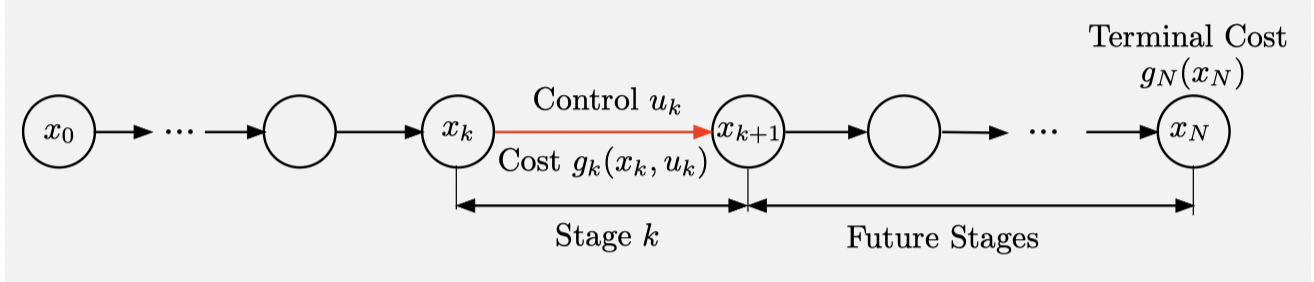 Terminal Cost
g_N(x_N)
Control u_k
x_0 ... x_k x_{k+1} ... x_N
Cost g_k(x_k, u_k)
Stage k
Future Stages